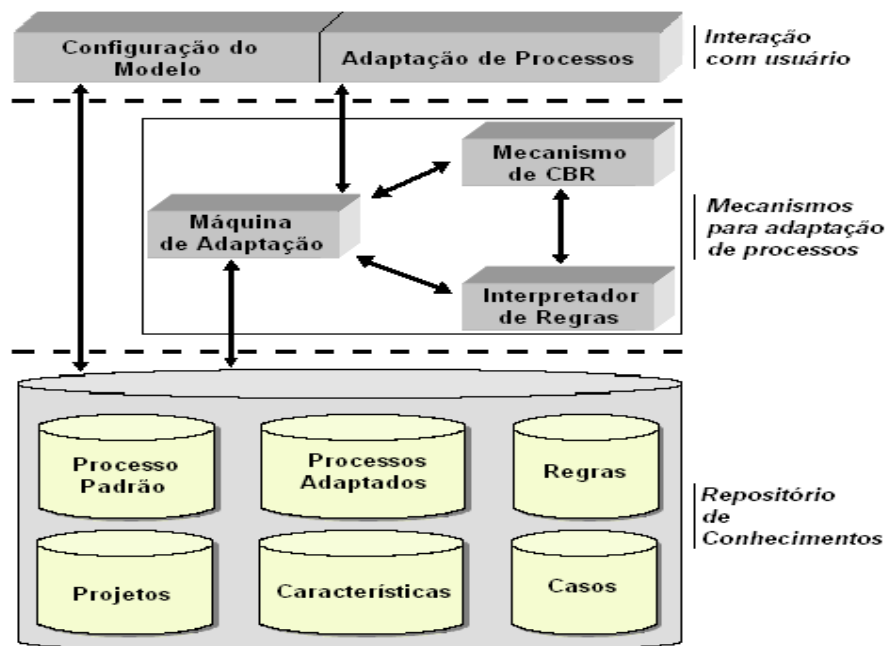 Configuração do
Modelo
Adaptação de Processos
Interação
com usuário
Mecanismo
de CBR
Máquina
de Adaptação
Interpretador
de Regras
Mecanismos
para adaptação
de processos
Processo
Padrão
Processos
Adaptados
Regras
Projetos
Características
Casos
Repositório
de
Conhecimentos